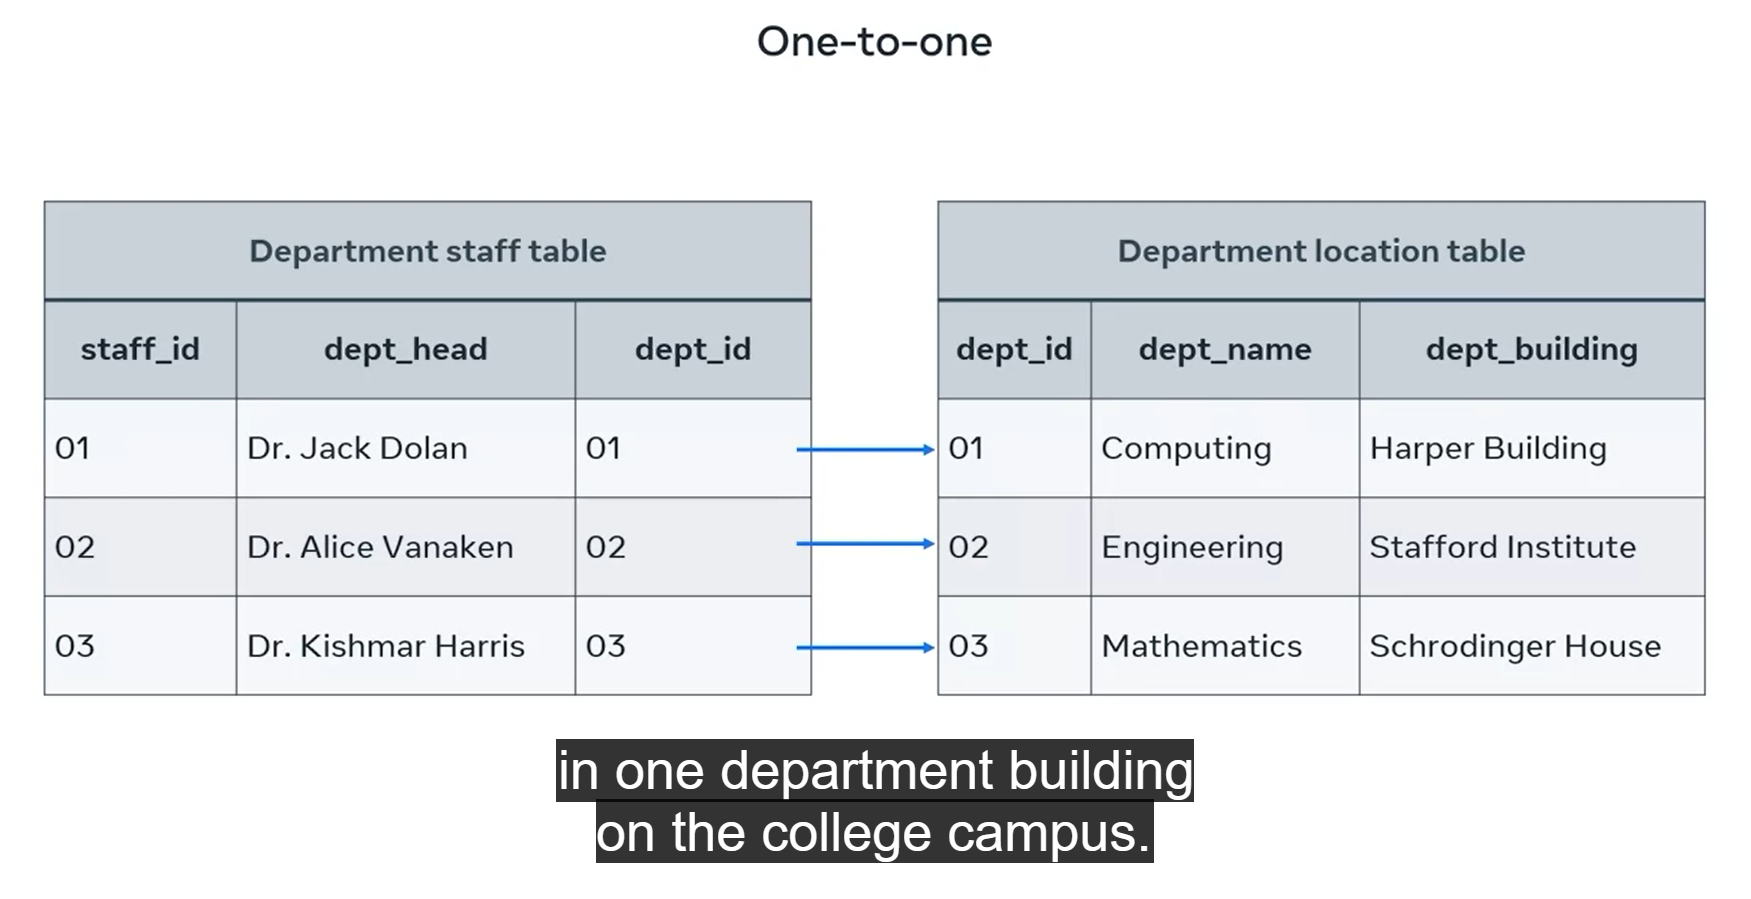 One-to-one
Department staff table
staff_id dept_head dept_id
01 Dr. Jack Dolan 01
02 Dr. Alice Vanaken 02
03 Dr. Kishmar Harris 03
Department location table
dept_id dept_name dept_building
01 Computing Harper Building
02 Engineering Stafford Institute
03 Mathematics Schrodinger House
in one department building
on the college campus.